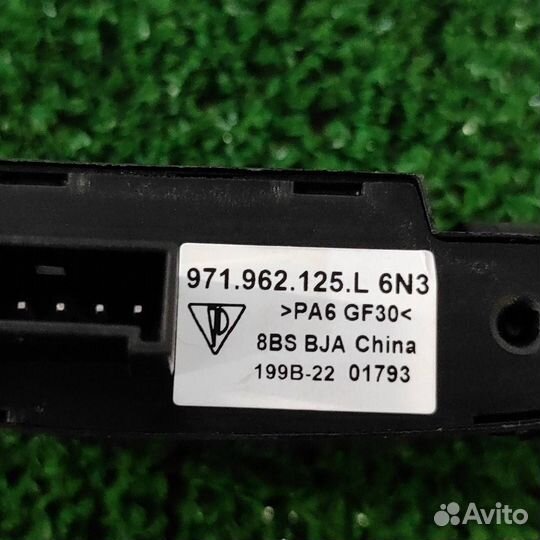 971.962.125.L 6N3
>PA6 GF30<
8BS BJA China
199B-22 01793
Avito